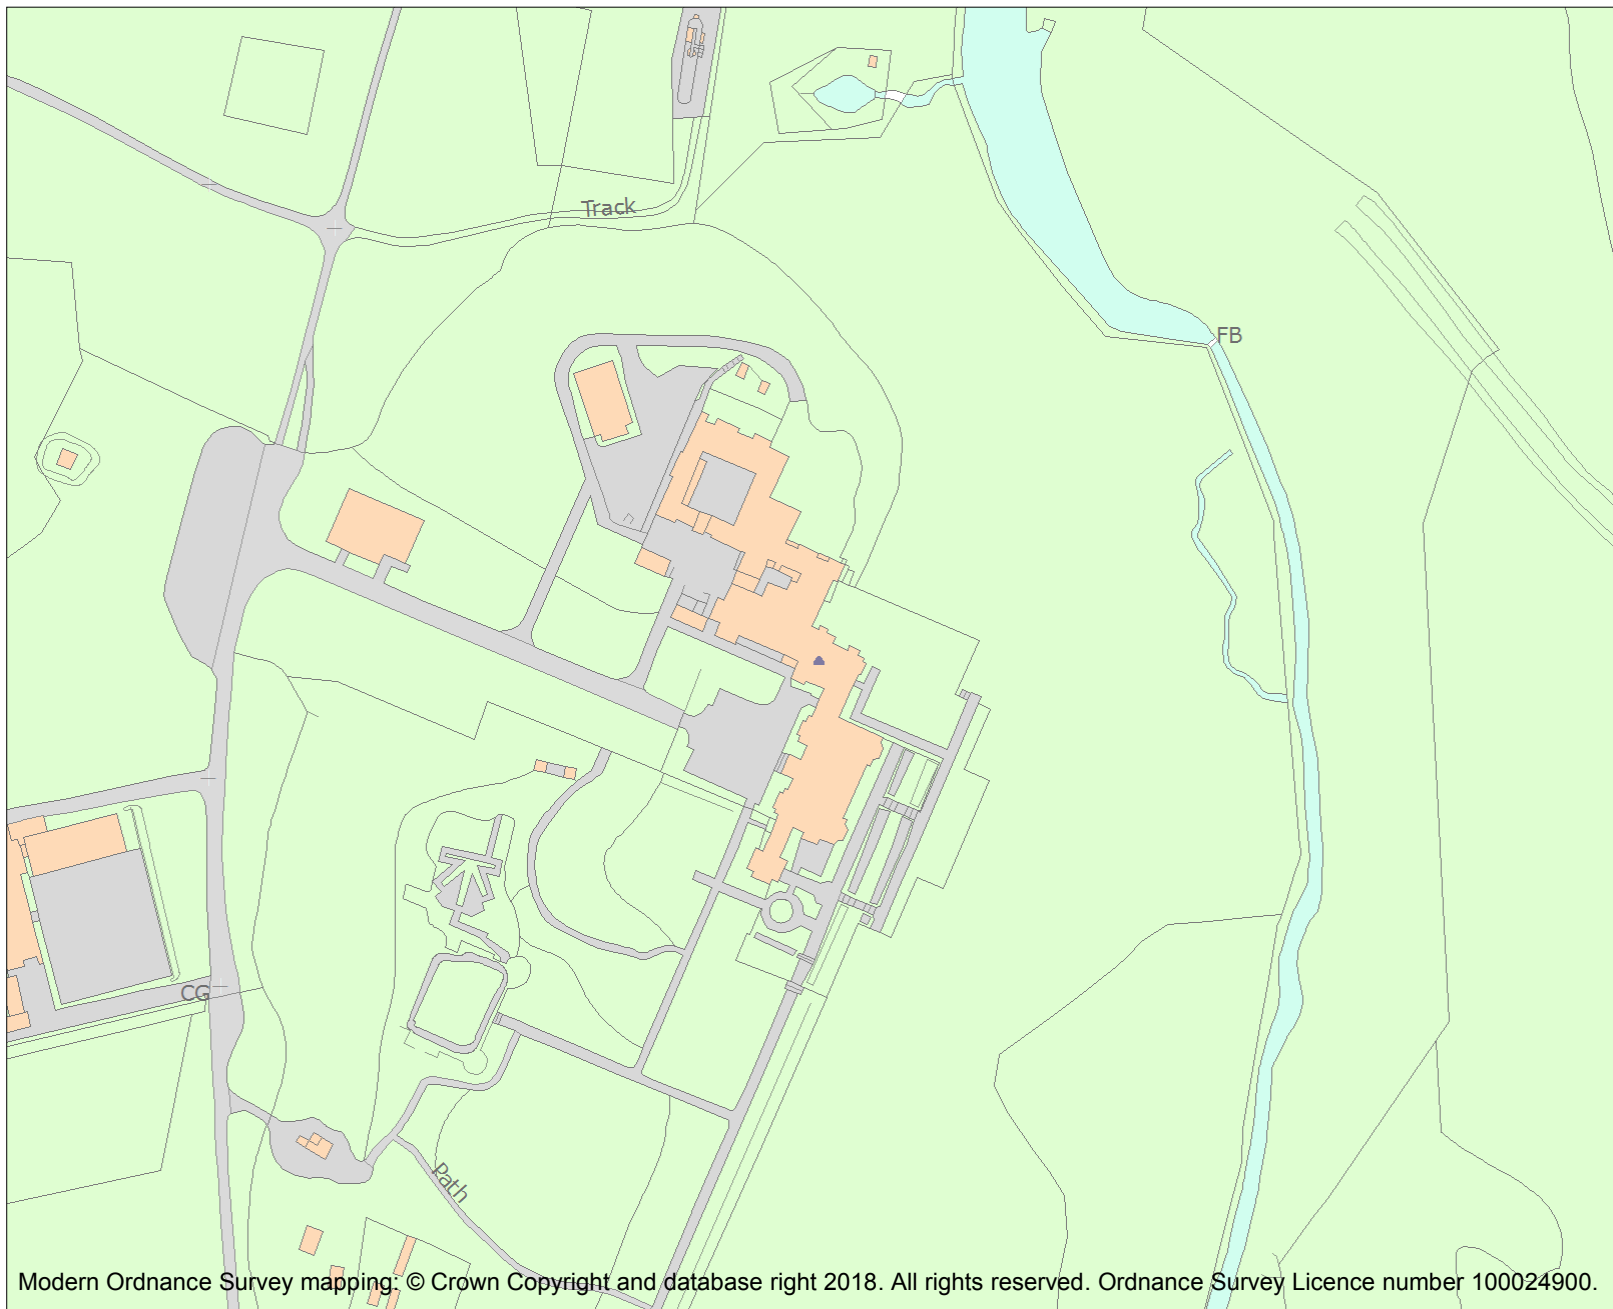 Track
FB
CG
Path
Modern Ordnance Survey mapping: © Crown Copyright and database right 2018. All rights reserved. Ordnance Survey Licence number 100024900.